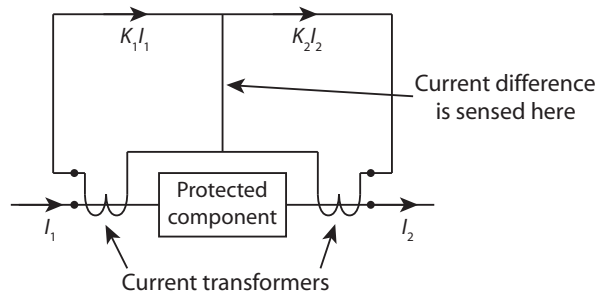 K₁I₁
K₂I₂
Current difference
is sensed here
Protected
component
I₁
I₂
Current transformers